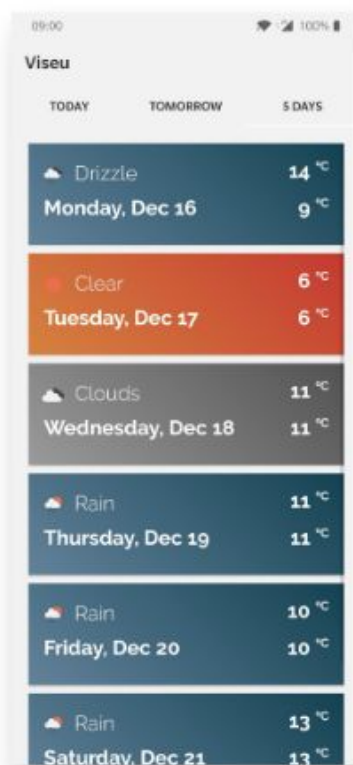 09:00 100%
Viseu
TODAY TOMORROW 5 DAYS
Drizzle 14 °C
Monday, Dec 16 9 °C
Clear 6 °C
Tuesday, Dec 17 6 °C
Clouds 11 °C
Wednesday, Dec 18 11 °C
Rain 11 °C
Thursday, Dec 19 11 °C
Rain 10 °C
Friday, Dec 20 10 °C
Rain 13 °C
Saturday, Dec 21 13 °C